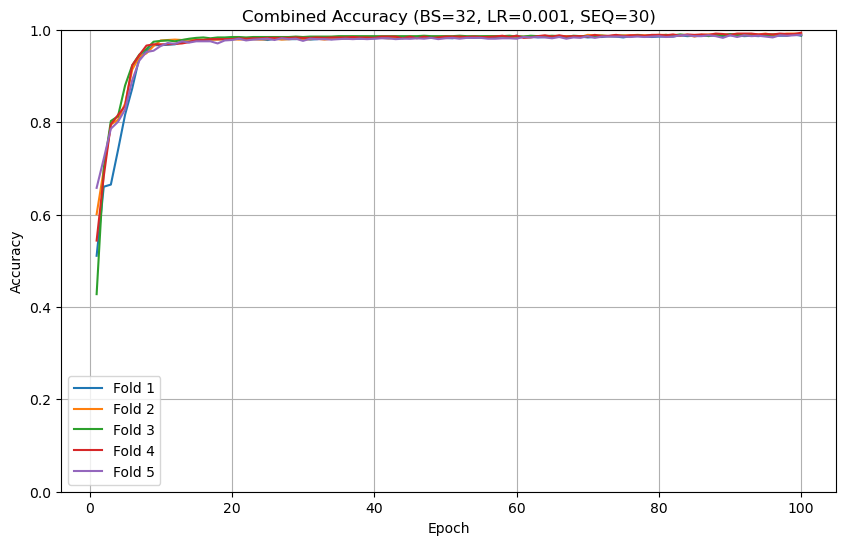 Combined Accuracy (BS=32, LR=0.001, SEQ=30)
1.0
0.8
0.6
0.4
0.2
0.0
Accuracy
Fold 1
Fold 2
Fold 3
Fold 4
Fold 5
0 20 40 60 80 100
Epoch